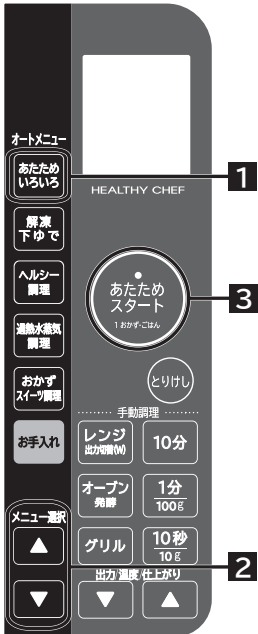 オートメニュー
あたため
いろいろ
1
HEALTHY CHEF
解凍
下ゆで
ヘルシー
調理
あたため
スタート
1 おかず・ごはん
3
過熱水蒸気
調理
おかず
スイーツ調理
とりけし
手動調理
お手入れ
レンジ
出力切替(W)
10分
オーブン
発酵
1分
100g
メニュー選択
グリル
10秒
10g
2
出力/温度/仕上がり